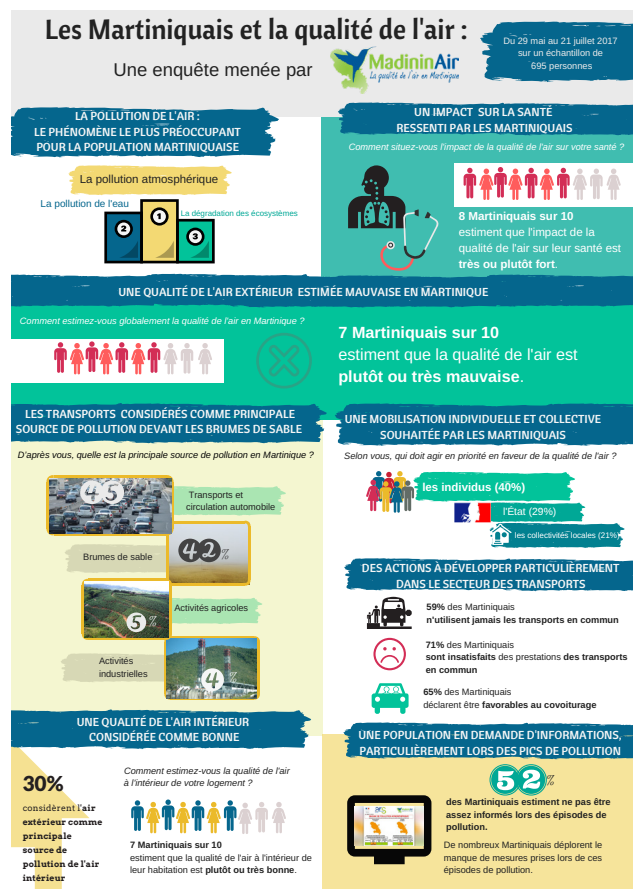 Les Martiniquais et la qualité de l'air :
Une enquête menée par
MadininAir
La qualité de l'air en Martinique
Du 29 mai au 21 juillet 2017
sur un échantillon de
695 personnes
LA POLLUTION DE L'AIR :
LE PHÉNOMÈNE LE PLUS PRÉOCCUPANT
POUR LA POPULATION MARTINIQUAISE
La pollution atmosphérique
La pollution de l'eau
La dégradation des écosystèmes
1
2
3
UN IMPACT SUR LA SANTÉ
RESSENTI PAR LES MARTINIQUAIS
Comment situez-vous l'impact de la qualité de l'air sur votre santé ?
8 Martiniquais sur 10
estiment que l'impact de la
qualité de l'air sur leur santé est
très ou plutôt fort.
UNE QUALITÉ DE L'AIR EXTÉRIEUR ESTIMÉE MAUVAISE EN MARTINIQUE
Comment estimez-vous globalement la qualité de l'air en Martinique ?
7 Martiniquais sur 10
estiment que la qualité de l'air est
plutôt ou très mauvaise.
LES TRANSPORTS CONSIDÉRÉS COMME PRINCIPALE
SOURCE DE POLLUTION DEVANT LES BRUMES DE SABLE
D'après vous, quelle est la principale source de pollution en Martinique ?
45%
Transports et
circulation automobile
Brumes de sable
42%
Activités agricoles
5%
Activités
industrielles
4%
UNE MOBILISATION INDIVIDUELLE ET COLLECTIVE
SOUHAITÉE PAR LES MARTINIQUAIS
Selon vous, qui doit agir en priorité en faveur de la qualité de l'air ?
les individus (40%)
l'État (29%)
les collectivités locales (21%)
DES ACTIONS À DÉVELOPPER PARTICULIÈREMENT
DANS LE SECTEUR DES TRANSPORTS
59% des Martiniquais
n'utilisent jamais les transports en commun
71% des Martiniquais
sont insatisfaits des prestations des transports
en commun
65% des Martiniquais
déclarent être favorables au covoiturage
UNE QUALITÉ DE L'AIR INTÉRIEUR
CONSIDÉRÉE COMME BONNE
30%
considèrent l'air
extérieur comme
principale
source de
pollution de l'air
intérieur
Comment estimez-vous la qualité de l'air
à l'intérieur de votre logement ?
7 Martiniquais sur 10
estiment que la qualité de l'air à l'intérieur de
leur habitation est plutôt ou très bonne.
UNE POPULATION EN DEMANDE D'INFORMATIONS,
PARTICULIÈREMENT LORS DES PICS DE POLLUTION
52%
des Martiniquais estiment ne pas être
assez informés lors des épisodes de
pollution.
De nombreux Martiniquais déplorent le
manque de mesures prises lors de ces
épisodes de pollution.